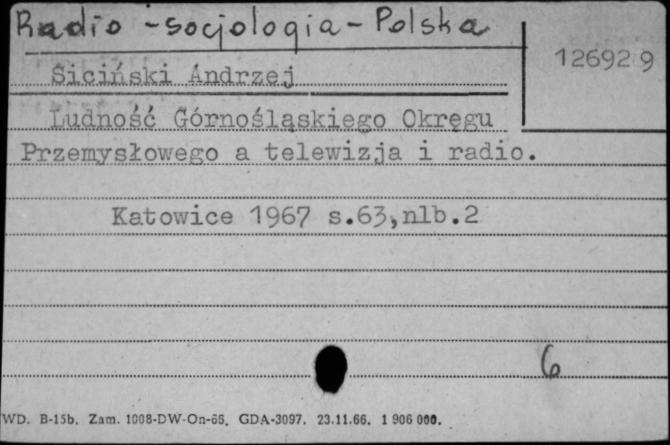 Radio - socjologia - Polska
126929
Siciński Andrzej
Ludność Górnośląskiego Okręgu
Przemysłowego a telewizja i radio.
Katowice 1967 s.63,nlb.2
6
WD. B-15b. Zam. 1008-DW-On-66. GDA-3097. 23.11.66. 1 906 000.